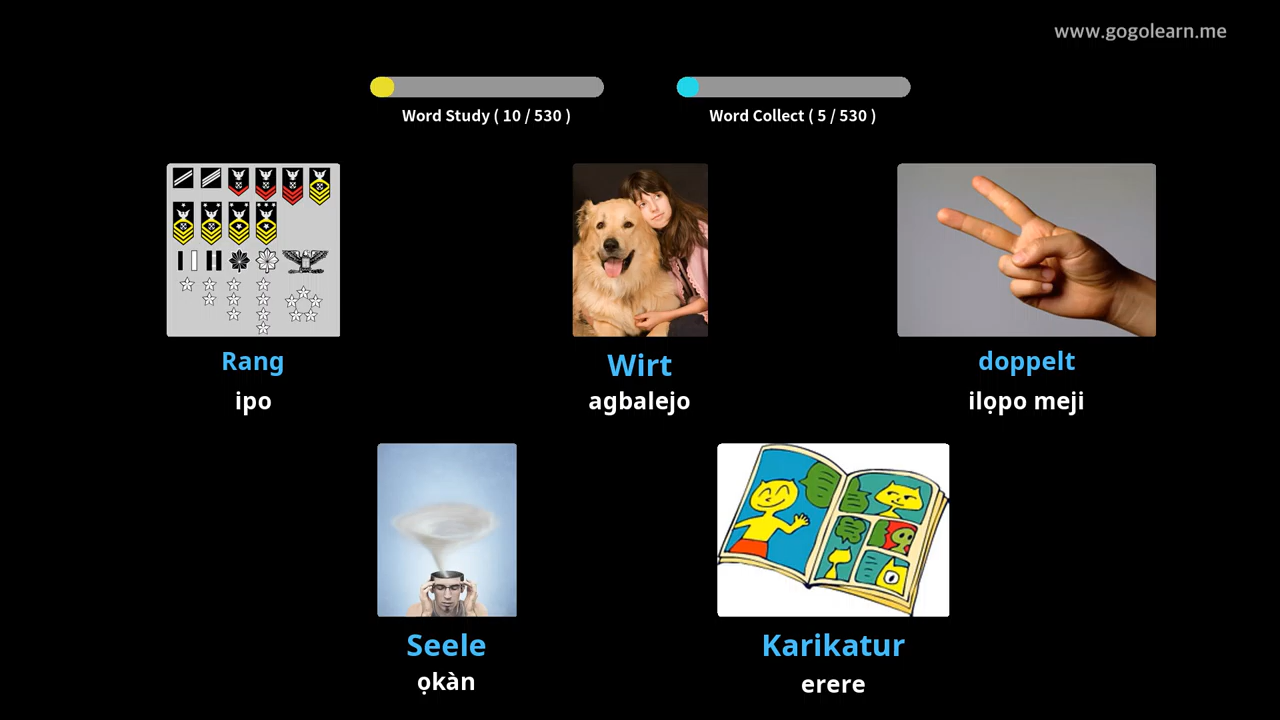 www.gogolearn.me
Word Study ( 10 / 530 )
Word Collect ( 5 / 530 )
Rang
ipo
Wirt
agbalejo
doppelt
ilọpo meji
Seele
ọkàn
Karikatur
erere